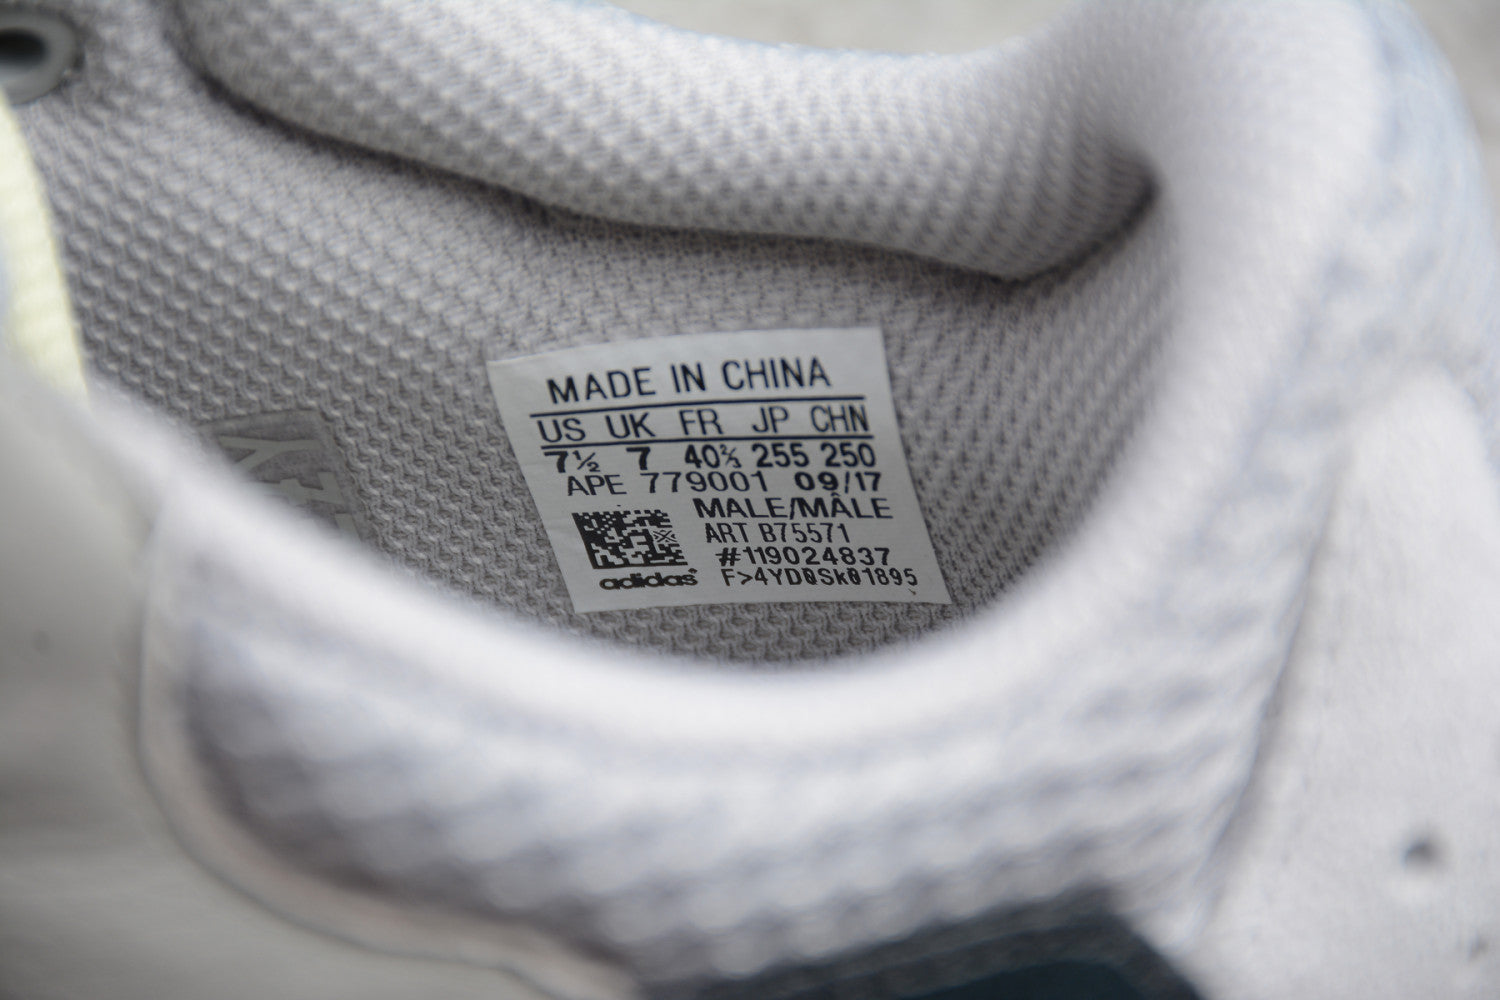 MADE IN CHINA
US UK FR JP CHN
7½ 7 40⅔ 255 250
APE 779001 09/17
MALE/MÂLE
ART B75571
#119024837
adidas
F>4YD0Sk01895